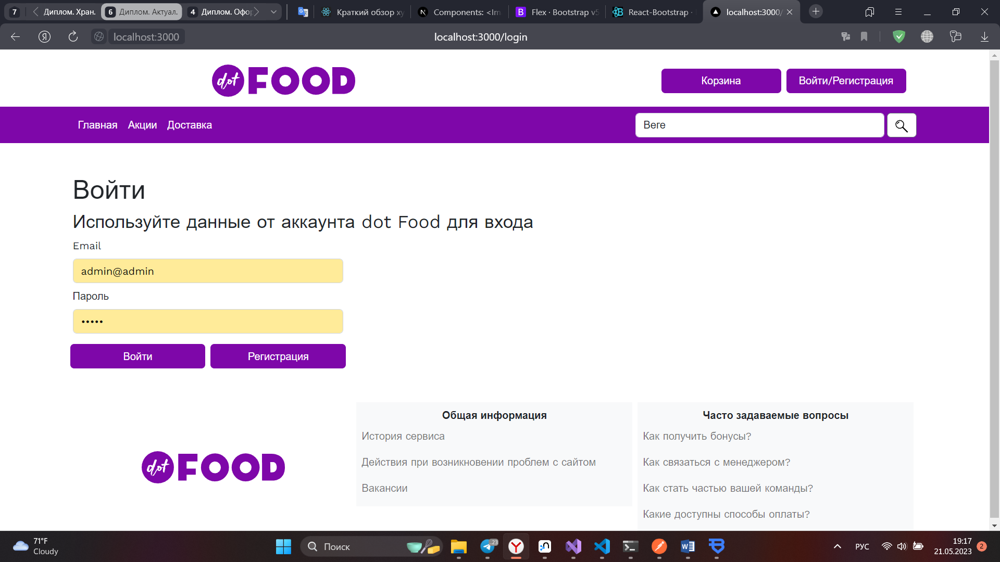 7 Диплом. Хран. 6 Диплом. Актуал. 4 Диплом. Офор Краткий обзор ху Components: <Im Flex · Bootstrap v5 React-Bootstrap · localhost:3000/
localhost:3000 localhost:3000/login
dot FOOD Корзина Войти/Регистрация
Главная Акции Доставка Веге
Войти
Используйте данные от аккаунта dot Food для входа
Email
admin@admin
Пароль
•••••
Войти Регистрация
Общая информация
История сервиса
Действия при возникновении проблем с сайтом
Вакансии
Часто задаваемые вопросы
Как получить бонусы?
Как связаться с менеджером?
Как стать частью вашей команды?
Какие доступны способы оплаты?
dot FOOD
71°F
Cloudy
Поиск
..23
РУС
19:17
21.05.2023
2